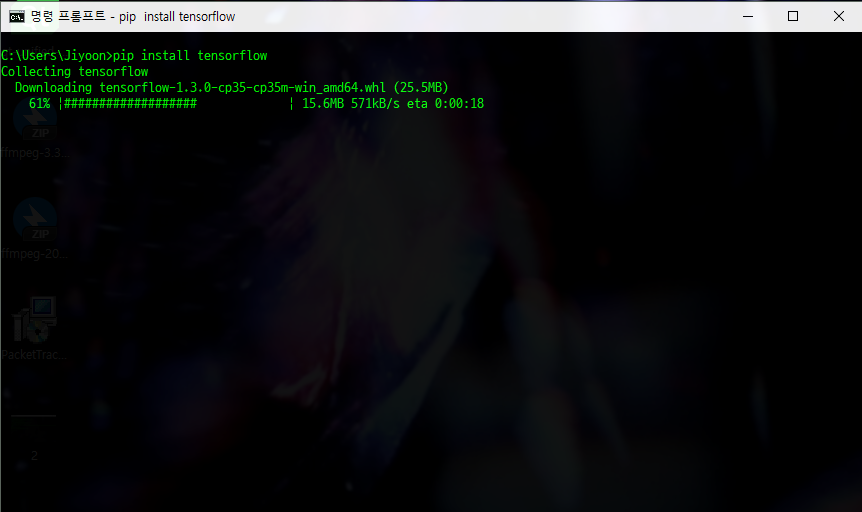 명령 프롬프트 - pip  install tensorflow
C:\Users\Jiyoon>pip install tensorflow
Collecting tensorflow
  Downloading tensorflow-1.3.0-cp35-cp35m-win_amd64.whl (25.5MB)
    61% |###################             | 15.6MB 571kB/s eta 0:00:18
ZIP
ffmpeg-3.3...
ZIP
ffmpeg-20...
PacketTrac...
2